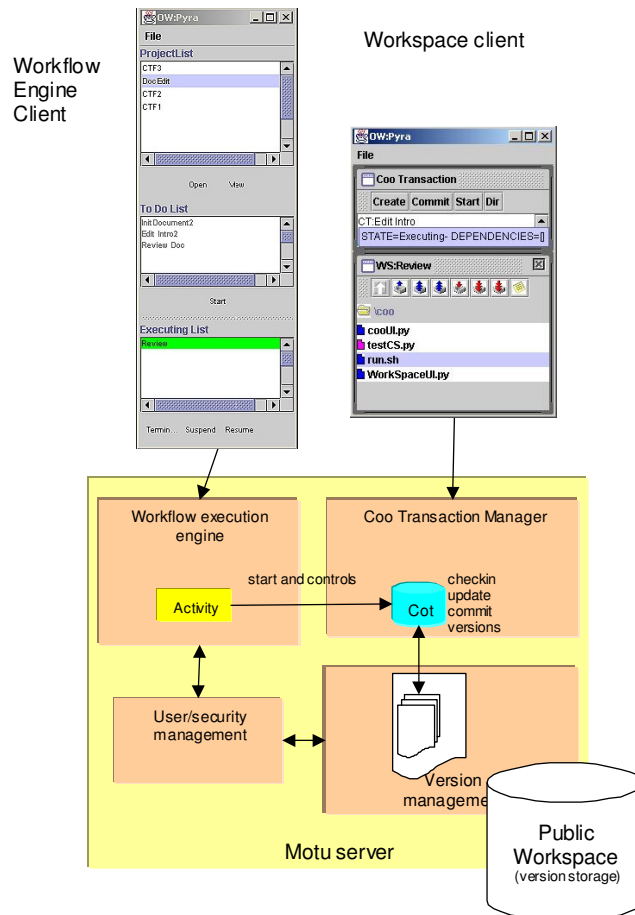 Workflow
Engine
Client
OW:Pyra
File
ProjectList
CTF3
DocEdit
CTF2
CTF1
Open View
To Do List
InitDocument2
Edit Intro2
Review Doc
Start
Executing List
Review
Termin... Suspend Resume
Workspace client
OW:Pyra
File
Coo Transaction
Create Commit Start Dir
CT:Edit Intro
STATE=Executing- DEPENDENCIES=[]
WS:Review
\coo
cooUI.py
testCS.py
run.sh
WorkSpaceUI.py
Workflow execution
engine
Coo Transaction Manager
start and controls
Activity
Cot
checkin
update
commit
versions
User/security
management
Version
management
Motu server
Public
Workspace
(version storage)